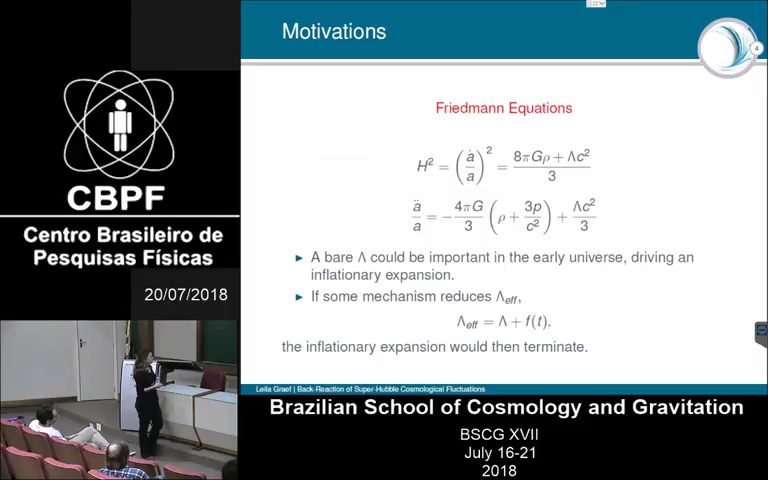 Motivations
4
Friedmann Equations
H² = (ȧ/a)² = (8πGρ + Λc²)/3
ä/a = −(4πG/3)(ρ + 3p/c²) + Λc²/3
► A bare Λ could be important in the early universe, driving an
inflationary expansion.
► If some mechanism reduces Λeff,
Λeff = Λ + f(t),
the inflationary expansion would then terminate.
Leila Graef | Back-Reaction of Super-Hubble Cosmological Fluctuations
CBPF
Centro Brasileiro de
Pesquisas Físicas
20/07/2018
Brazilian School of Cosmology and Gravitation
BSCG XVII
July 16-21
2018